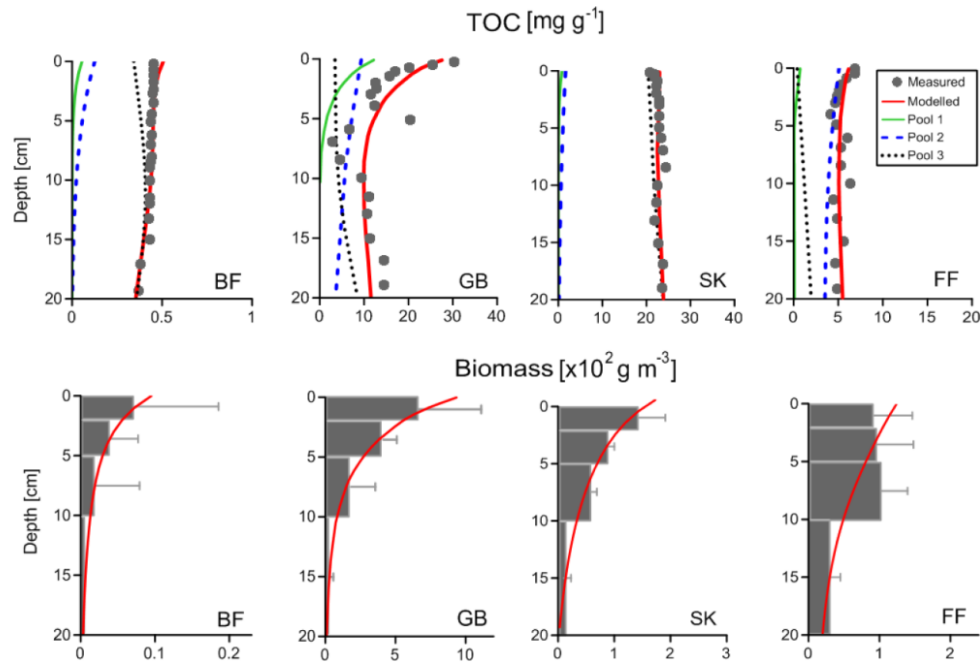 TOC [mg g-1]
0
5
10
15
20
Depth [cm]
BF
0 0.5 1
0
5
10
15
20
GB
0 10 20 30 40
0
5
10
15
20
SK
0 10 20 30 40
0
5
10
15
20
FF
0 5 10 15 20
Measured
Modelled
Pool 1
Pool 2
Pool 3
Biomass [x10² g m⁻³]
0
5
10
15
20
Depth [cm]
BF
0 0.1 0.2
0
5
10
15
20
GB
0 5 10
0
5
10
15
20
SK
0 1 2 3
0
5
10
15
20
FF
0 1 2